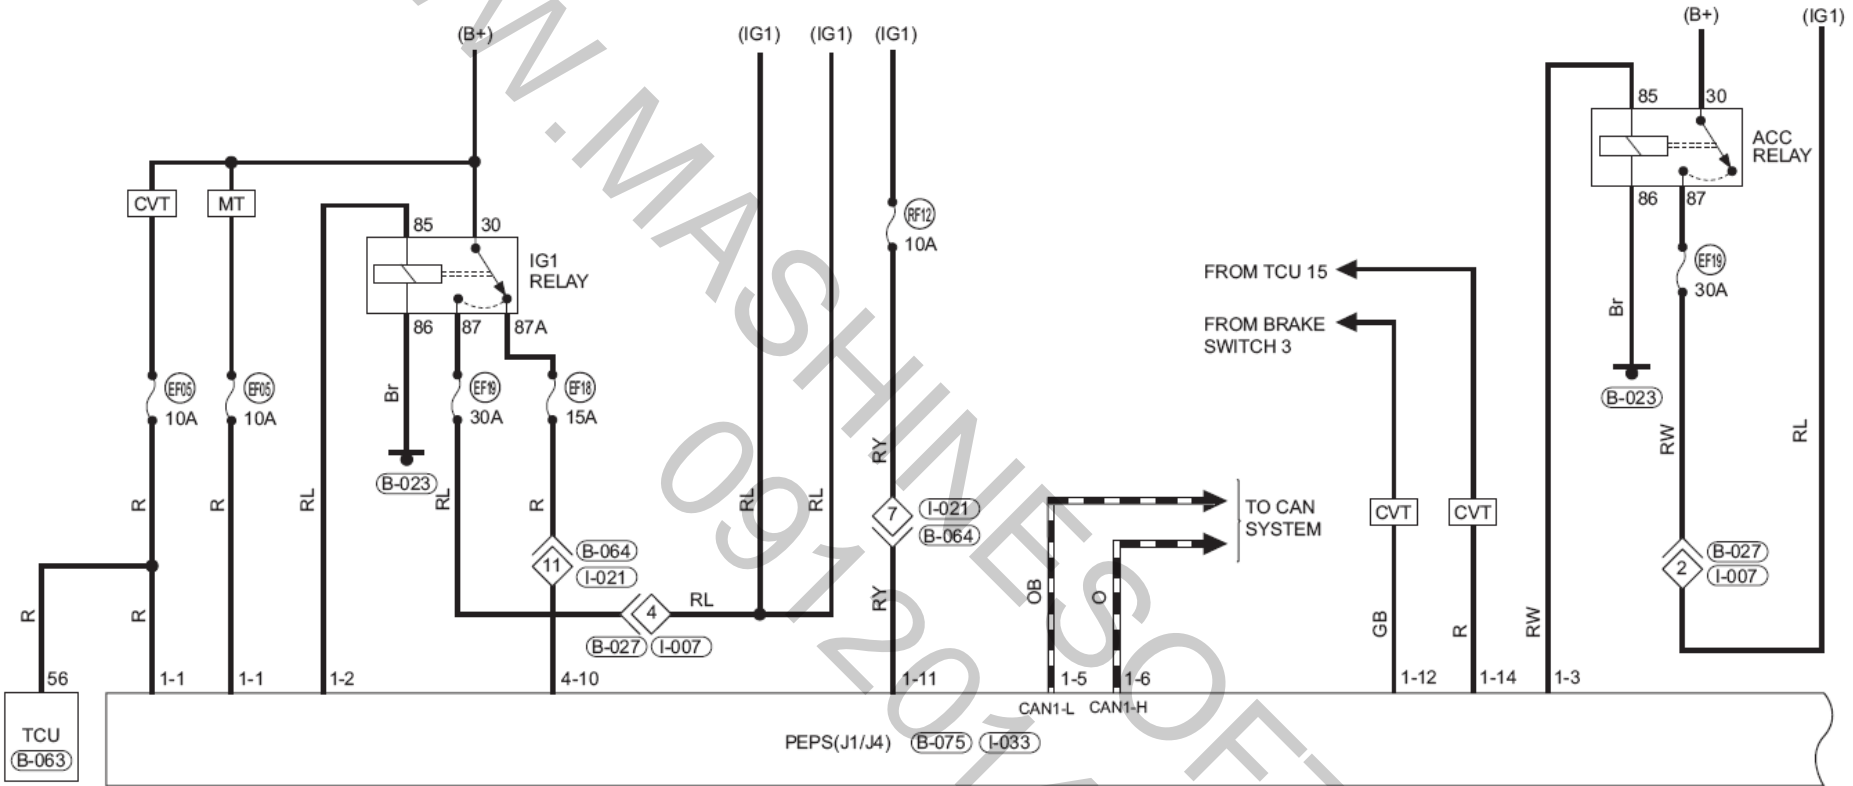 (B+)
(IG1)
(IG1)
(IG1)
(B+)
(IG1)
CVT
MT
85
30
IG1
RELAY
86
87
87A
RF12
10A
85
30
ACC
RELAY
86
87
FROM TCU 15
FROM BRAKE
SWITCH 3
EF19
30A
Br
B-023
EF05
10A
EF05
10A
Br
EF19
30A
EF18
15A
B-023
R
R
RL
RL
R
RL
RL
RY
7
I-021
B-064
TO CAN
SYSTEM
CVT
CVT
RW
RL
B-064
11
I-021
B-027
2
I-007
4
RL
B-027
I-007
R
R
RY
OB
O
GB
R
RW
56
1-1
1-1
1-2
4-10
1-11
1-5
1-6
1-12
1-14
1-3
CAN1-L
CAN1-H
TCU
B-063
PEPS(J1/J4)
B-075
I-033
W.MASHINESOFT
091 201